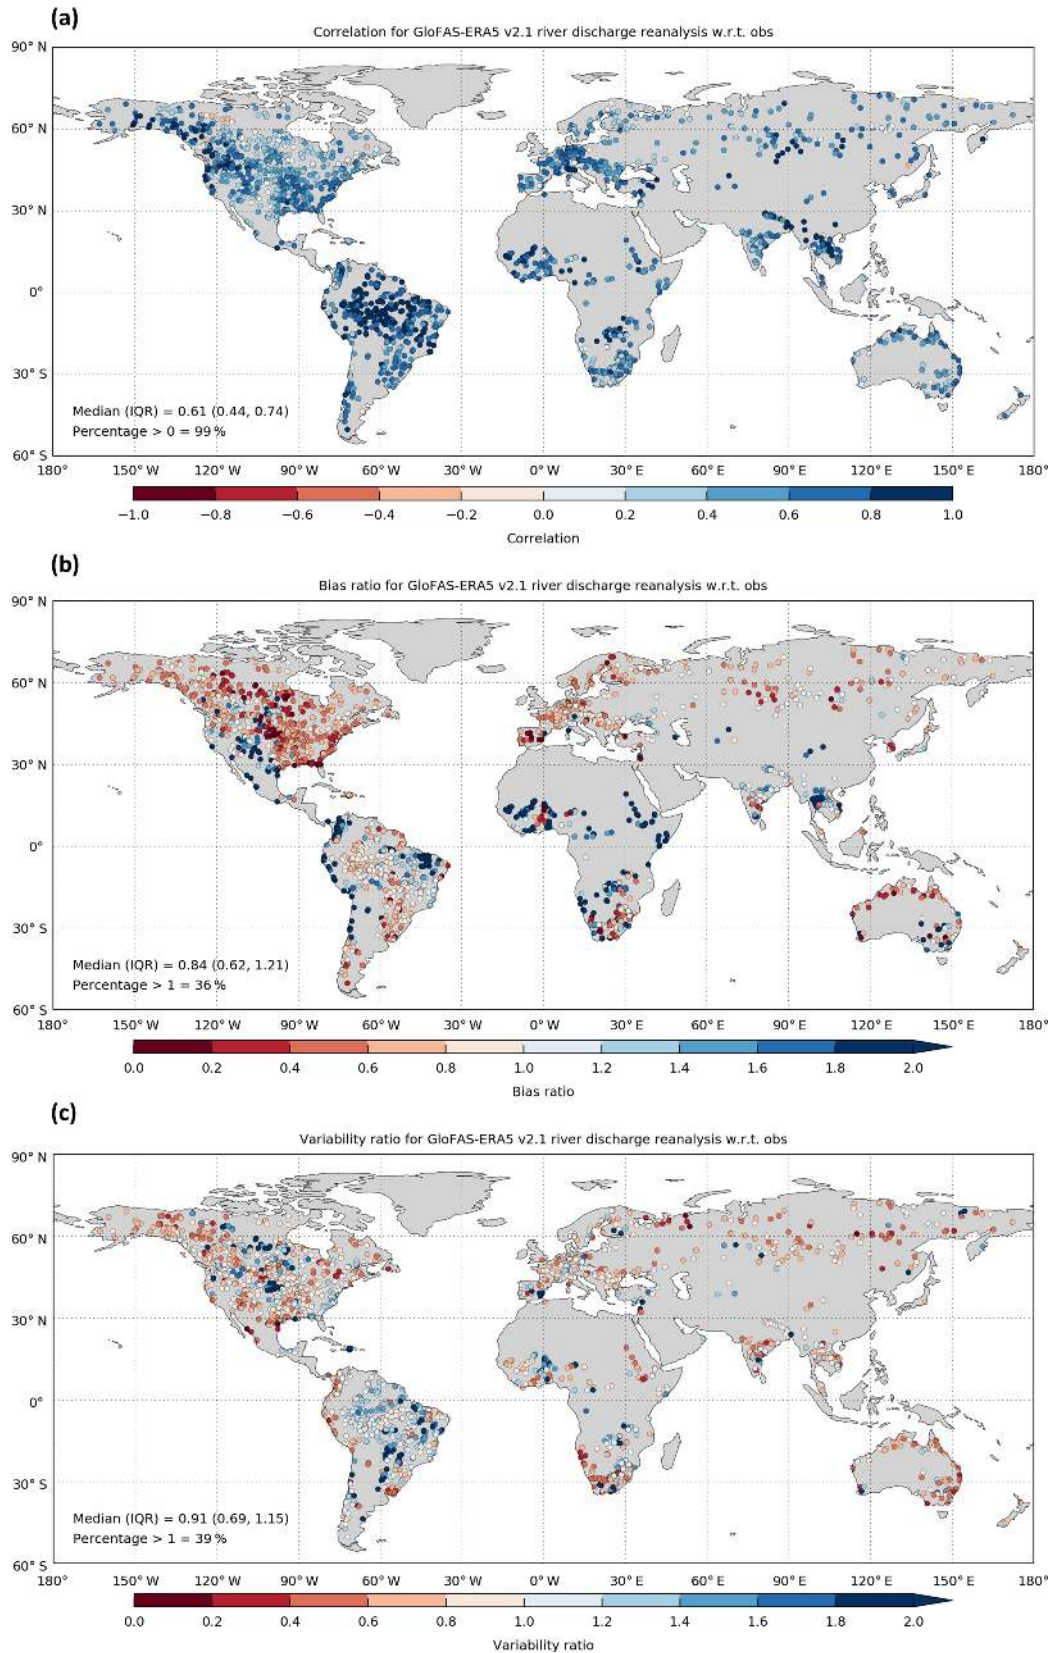 (a)
Correlation for GloFAS-ERA5 v2.1 river discharge reanalysis w.r.t. obs
90° N
60° N
30° N
0°
30° S
Median (IQR) = 0.61 (0.44, 0.74)
Percentage > 0 = 99 %
60° S
180° 150° W 120° W 90° W 60° W 30° W 0° W 30° E 60° E 90° E 120° E 150° E 180°
−1.0 −0.8 −0.6 −0.4 −0.2 0.0 0.2 0.4 0.6 0.8 1.0
Correlation
(b)
Bias ratio for GloFAS-ERA5 v2.1 river discharge reanalysis w.r.t. obs
90° N
60° N
30° N
0°
30° S
Median (IQR) = 0.84 (0.62, 1.21)
Percentage > 1 = 36 %
60° S
180° 150° W 120° W 90° W 60° W 30° W 0° W 30° E 60° E 90° E 120° E 150° E 180°
0.0 0.2 0.4 0.6 0.8 1.0 1.2 1.4 1.6 1.8 2.0
Bias ratio
(c)
Variability ratio for GloFAS-ERA5 v2.1 river discharge reanalysis w.r.t. obs
90° N
60° N
30° N
0°
30° S
Median (IQR) = 0.91 (0.69, 1.15)
Percentage > 1 = 39 %
60° S
180° 150° W 120° W 90° W 60° W 30° W 0° W 30° E 60° E 90° E 120° E 150° E 180°
0.0 0.2 0.4 0.6 0.8 1.0 1.2 1.4 1.6 1.8 2.0
Variability ratio